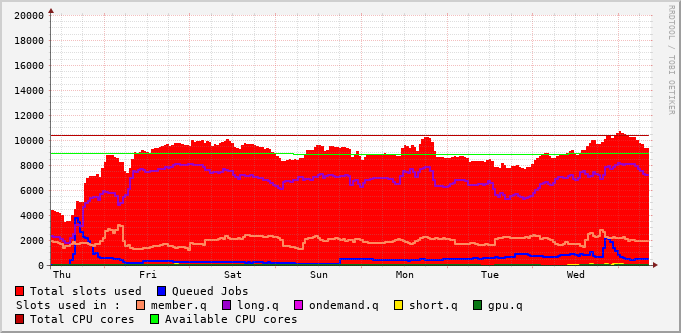 20000
18000
16000
14000
12000
10000
8000
6000
4000
2000
0
Thu Fri Sat Sun Mon Tue Wed
Total slots used Queued Jobs
Slots used in : member.q long.q ondemand.q short.q gpu.q
Total CPU cores Available CPU cores
RRDTOOL / TOBI OETIKER